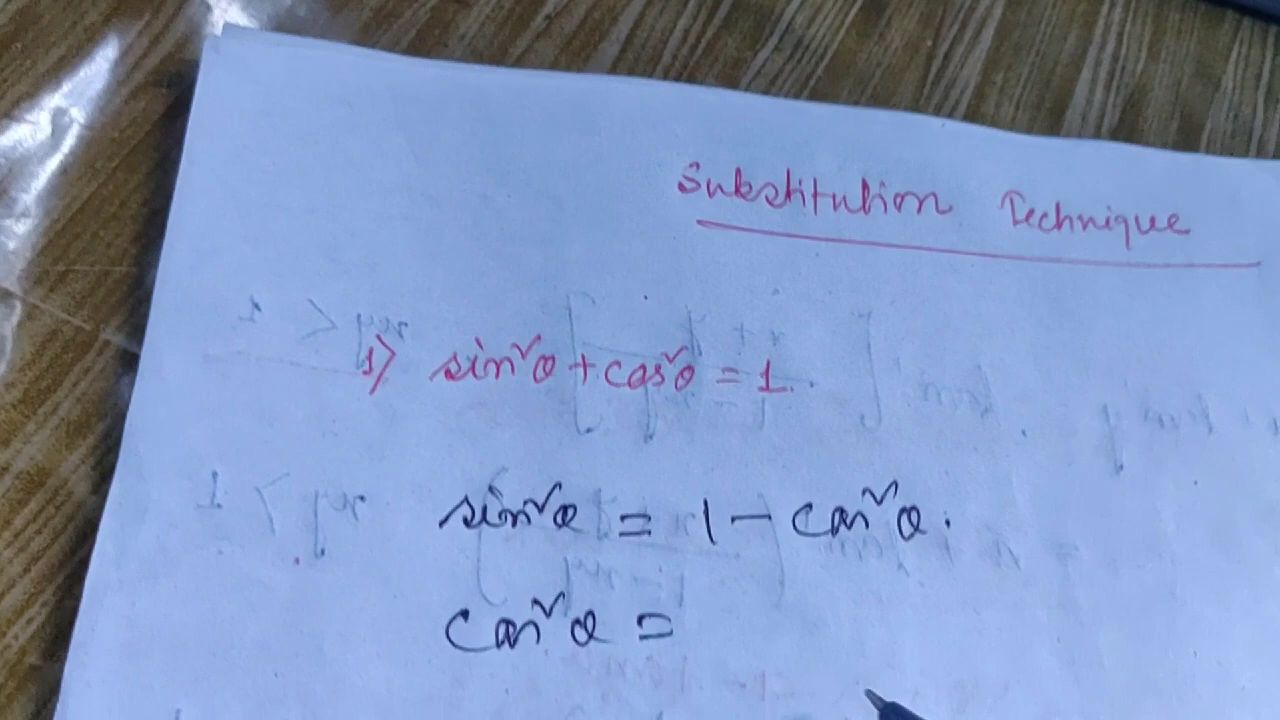 Substitution Technique
1) sin²θ + cos²θ = 1.
sin²θ = 1 - cos²θ.
cos²θ =